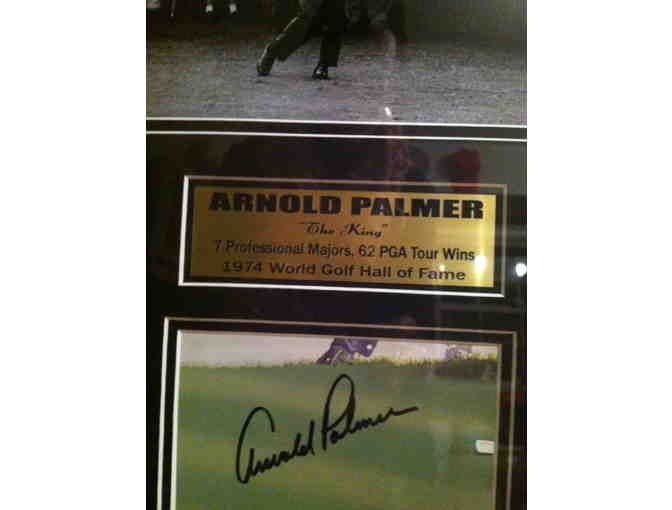 ARNOLD PALMER
"The King"
7 Professional Majors, 62 PGA Tour Wins
1974 World Golf Hall of Fame
Arnold Palmer